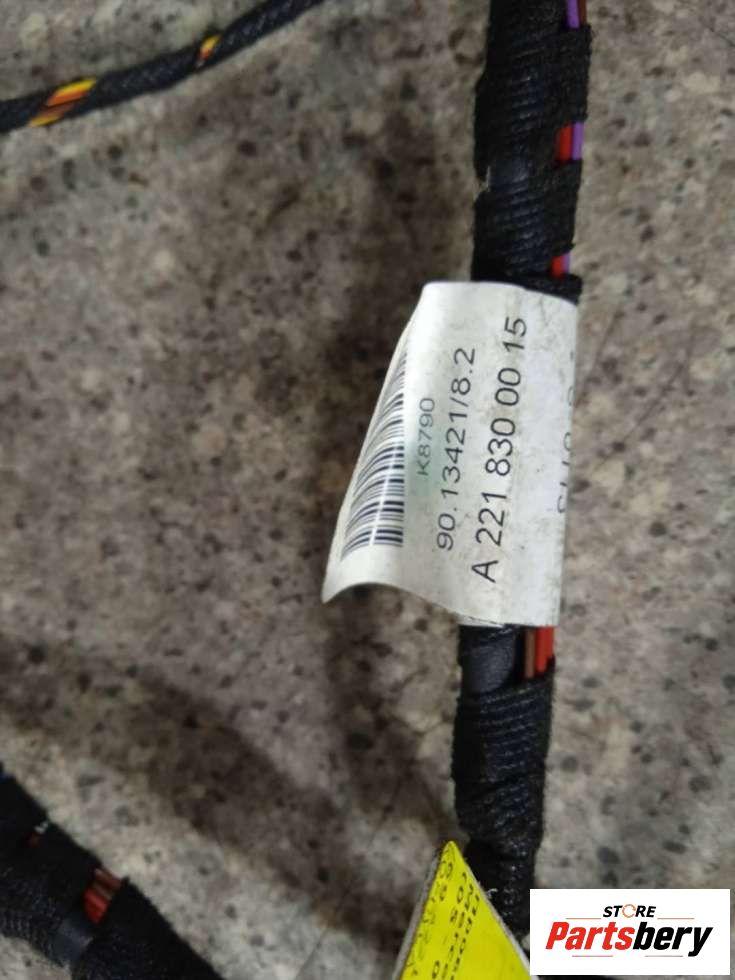 K8790
90.13421/8.2
A 221 830 00 15
STORE
Partsbery